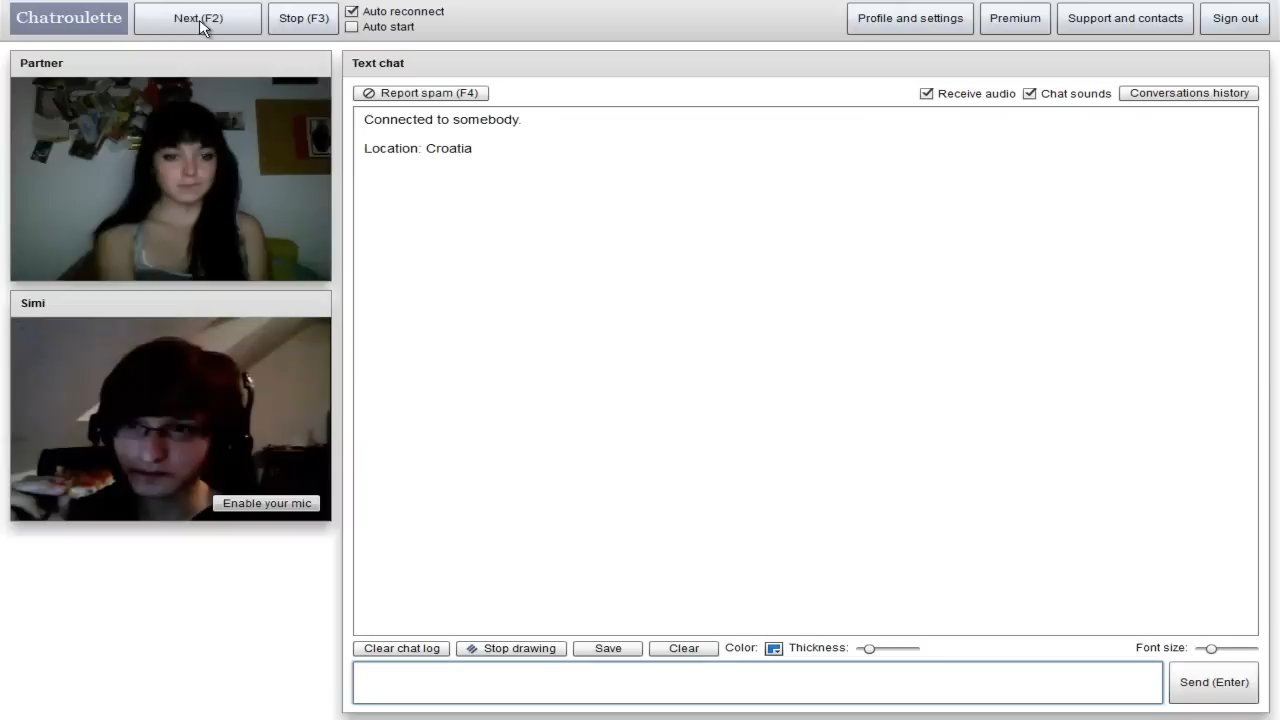 Chatroulette
Next (F2)
Stop (F3)
Auto reconnect
Auto start
Profile and settings
Premium
Support and contacts
Sign out
Partner
Simi
Enable your mic
Text chat
Report spam (F4)
Receive audio
Chat sounds
Conversations history
Connected to somebody.
Location: Croatia
Clear chat log
Stop drawing
Save
Clear
Color:
Thickness:
Font size:
Send (Enter)